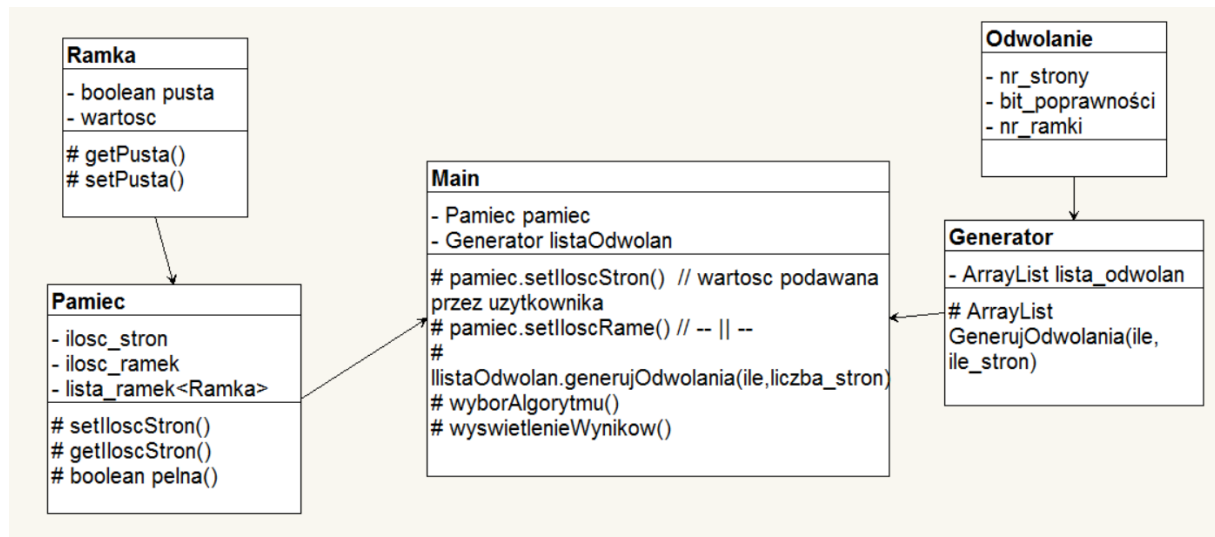 Ramka
- boolean pusta
- wartosc
# getPusta()
# setPusta()
Pamiec
- ilosc_stron
- ilosc_ramek
- lista_ramek<Ramka>
# setIloscStron()
# getIloscStron()
# boolean pelna()
Main
- Pamiec pamiec
- Generator listaOdwolan
# pamiec.setIloscStron()  // wartosc podawana
przez uzytkownika
# pamiec.setIloscRame() // -- || --
#
llistaOdwolan.generujOdwolania(ile,liczba_stron)
# wyborAlgorytmu()
# wyswietlenieWynikow()
Odwolanie
- nr_strony
- bit_poprawności
- nr_ramki
Generator
- ArrayList lista_odwolan
# ArrayList
GenerujOdwolania(ile,
ile_stron)